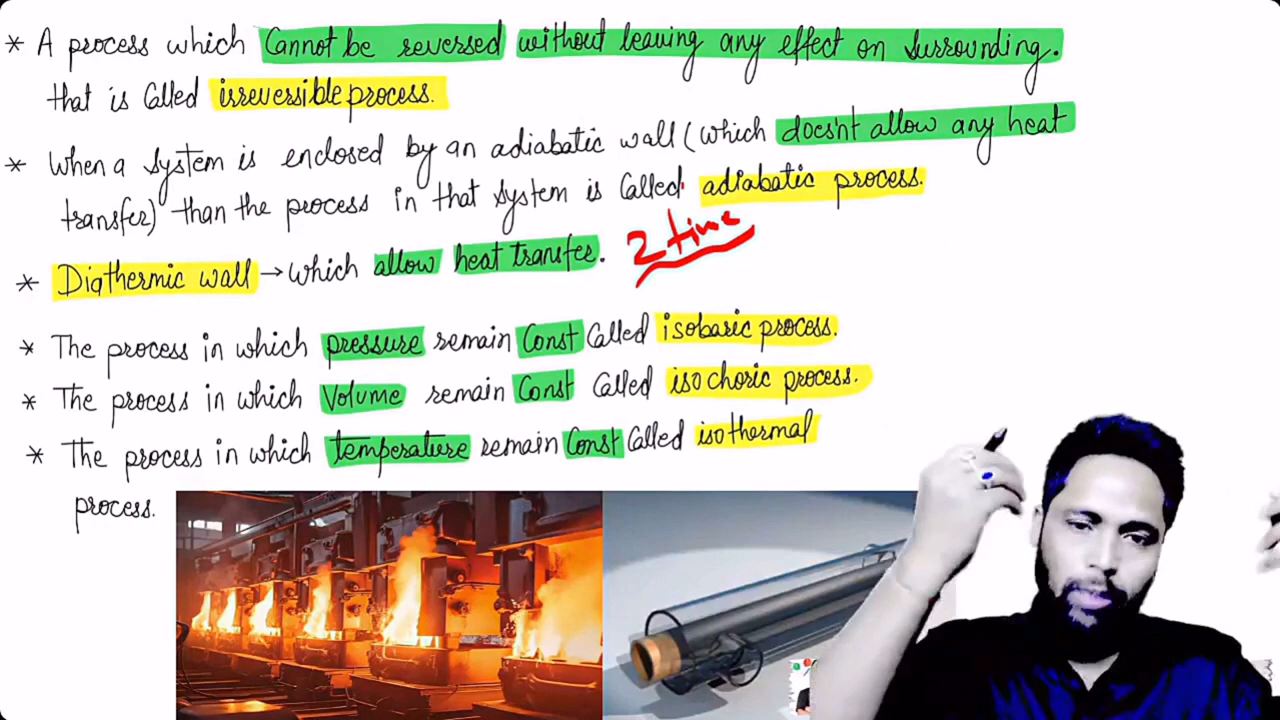 * A process which Cannot be reversed without leaving any effect on surrounding.
that is Called irreversible process.
* When a system is enclosed by an adiabatic wall (which does'nt allow any heat
transfer) than the process in that system is Called adiabatic process.
2 time
* Diathermic wall → which allow heat transfer.
* The process in which pressure remain Const Called isobaric process.
* The process in which Volume remain Const Called isochoric process.
* The process in which temperature remain Const Called isothermal
process.